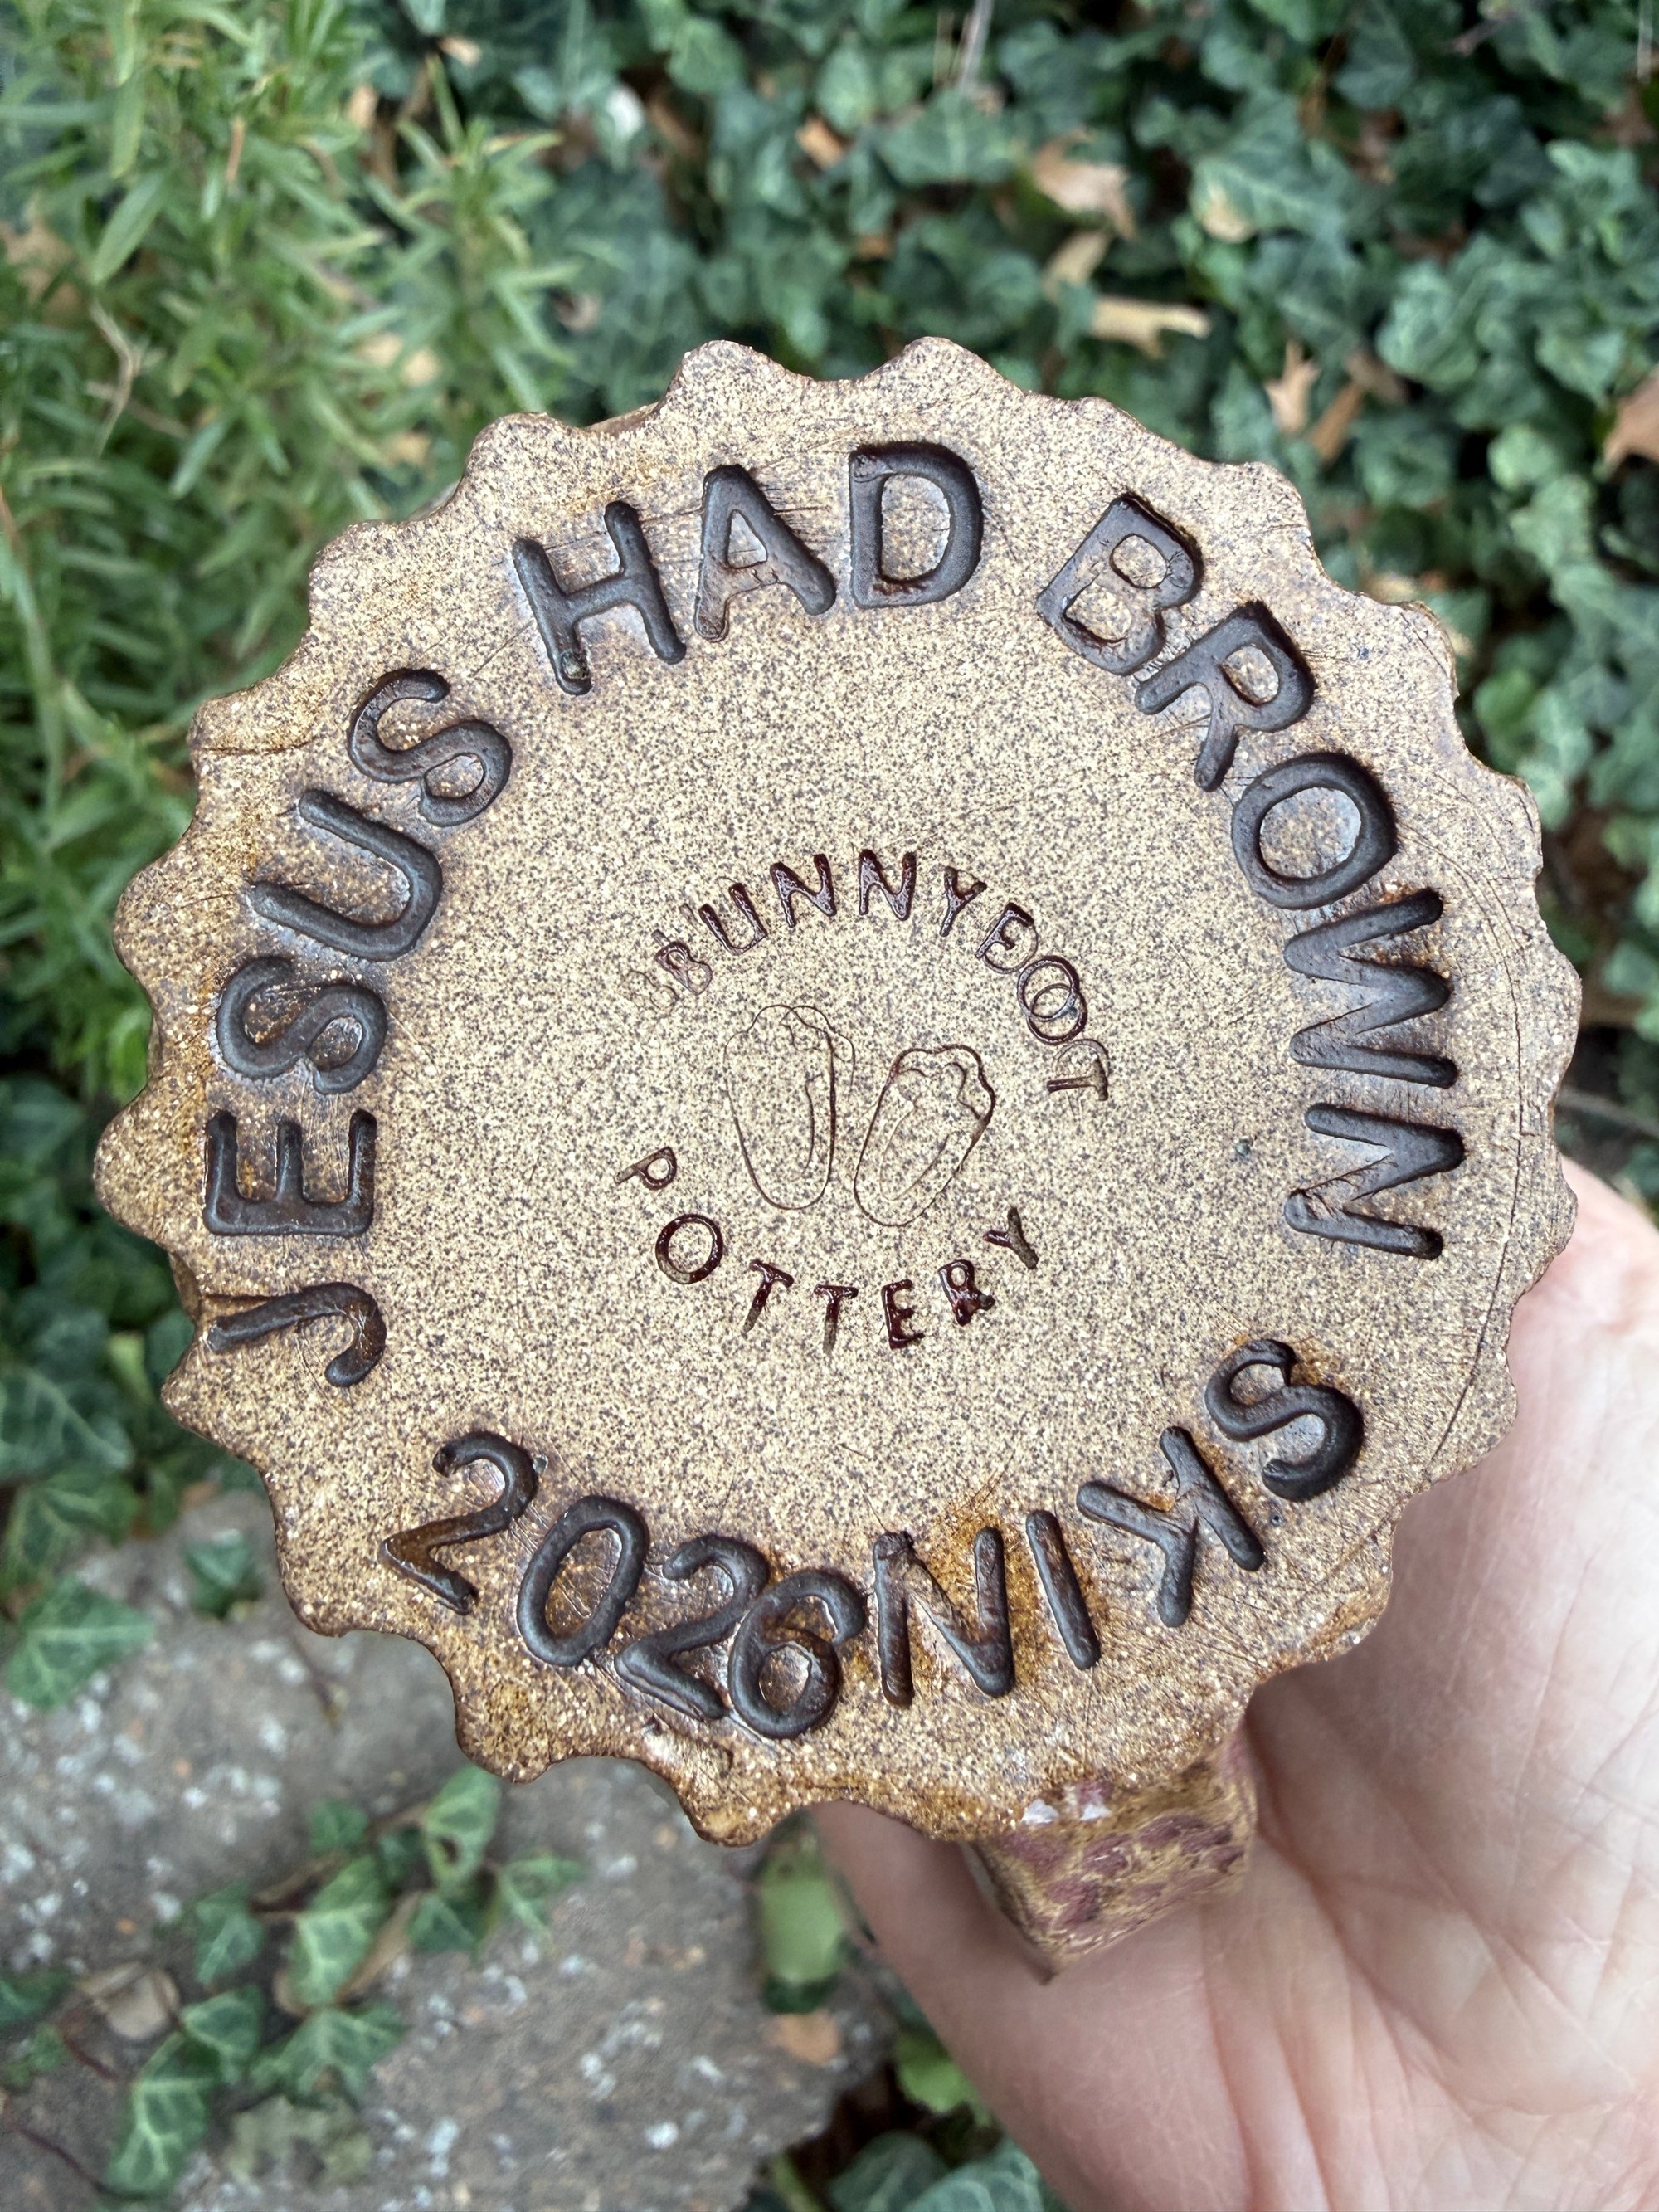 JESUS HAD BROWN SKIN 2026
BUNNYFOOT
POTTERY